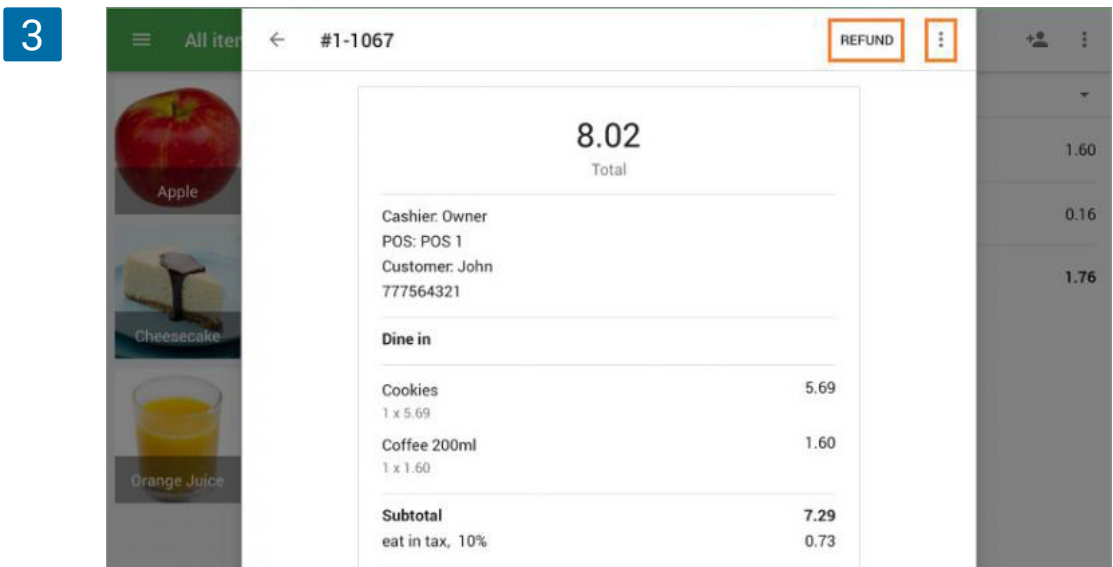 3
All iter
#1-1067
REFUND
8.02
Total
Cashier: Owner
POS: POS 1
Customer: John
777564321
Dine in
Cookies 5.69
1 x 5.69
Coffee 200ml 1.60
1 x 1.60
Subtotal 7.29
eat in tax, 10% 0.73
Apple
Cheesecake
Orange Juice
1.60
0.16
1.76